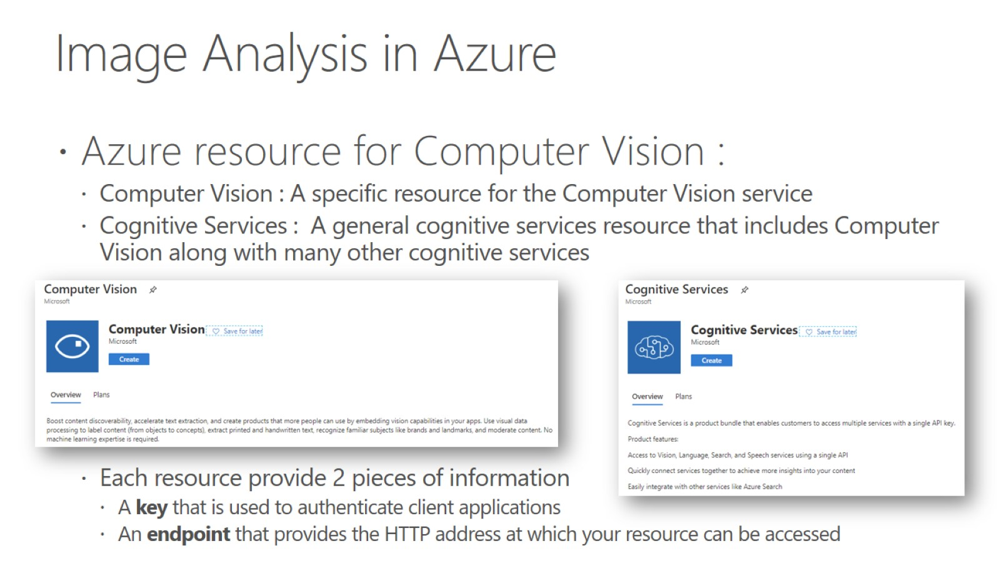 Image Analysis in Azure
· Azure resource for Computer Vision :
· Computer Vision : A specific resource for the Computer Vision service
· Cognitive Services : A general cognitive services resource that includes Computer
Vision along with many other cognitive services
Computer Vision
Microsoft
Computer Vision Save for later
Microsoft
Create
Overview Plans
Boost content discoverability, accelerate text extraction, and create products that more people can use by embedding vision capabilities in your apps. Use visual data
processing to label content (from objects to concepts), extract printed and handwritten text, recognize familiar subjects like brands and landmarks, and moderate content. No
machine learning expertise is required.
Cognitive Services
Microsoft
Cognitive Services Save for later
Microsoft
Create
Overview Plans
Cognitive Services is a product bundle that enables customers to access multiple services with a single API key.
Product features:
Access to Vision, Language, Search, and Speech services using a single API
Quickly connect services together to achieve more insights into your content
Easily integrate with other services like Azure Search
· Each resource provide 2 pieces of information
· A key that is used to authenticate client applications
· An endpoint that provides the HTTP address at which your resource can be accessed